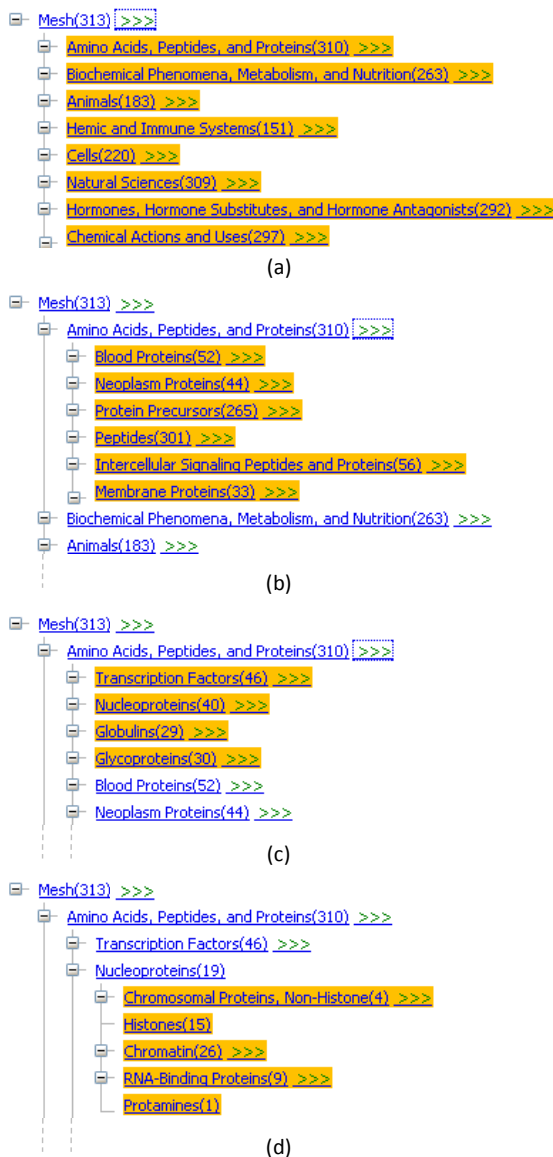 Mesh(313) >>>
Amino Acids, Peptides, and Proteins(310) >>>
Biochemical Phenomena, Metabolism, and Nutrition(263) >>>
Animals(183) >>>
Hemic and Immune Systems(151) >>>
Cells(220) >>>
Natural Sciences(309) >>>
Hormones, Hormone Substitutes, and Hormone Antagonists(292) >>>
Chemical Actions and Uses(297) >>>
(a)
Mesh(313) >>>
Amino Acids, Peptides, and Proteins(310) >>>
Blood Proteins(52) >>>
Neoplasm Proteins(44) >>>
Protein Precursors(265) >>>
Peptides(301) >>>
Intercellular Signaling Peptides and Proteins(56) >>>
Membrane Proteins(33) >>>
Biochemical Phenomena, Metabolism, and Nutrition(263) >>>
Animals(183) >>>
(b)
Mesh(313) >>>
Amino Acids, Peptides, and Proteins(310) >>>
Transcription Factors(46) >>>
Nucleoproteins(40) >>>
Globulins(29) >>>
Glycoproteins(30) >>>
Blood Proteins(52) >>>
Neoplasm Proteins(44) >>>
(c)
Mesh(313) >>>
Amino Acids, Peptides, and Proteins(310) >>>
Transcription Factors(46) >>>
Nucleoproteins(19)
Chromosomal Proteins, Non-Histone(4) >>>
Histones(15)
Chromatin(26) >>>
RNA-Binding Proteins(9) >>>
Protamines(1)
(d)